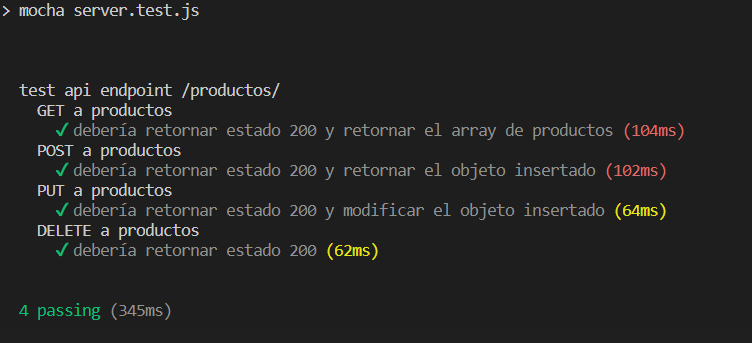 > mocha server.test.js
test api endpoint /productos/
GET a productos
✓ debería retornar estado 200 y retornar el array de productos (104ms)
POST a productos
✓ debería retornar estado 200 y retornar el objeto insertado (102ms)
PUT a productos
✓ debería retornar estado 200 y modificar el objeto insertado (64ms)
DELETE a productos
✓ debería retornar estado 200 (62ms)
4 passing (345ms)